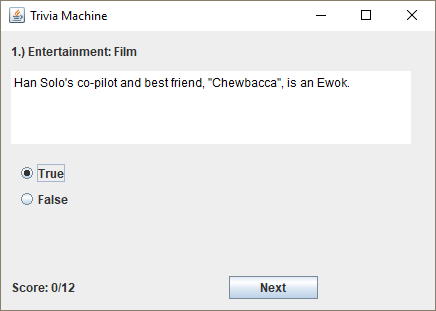 Trivia Machine
1.) Entertainment: Film
Han Solo's co-pilot and best friend, "Chewbacca", is an Ewok.
True
False
Score: 0/12
Next